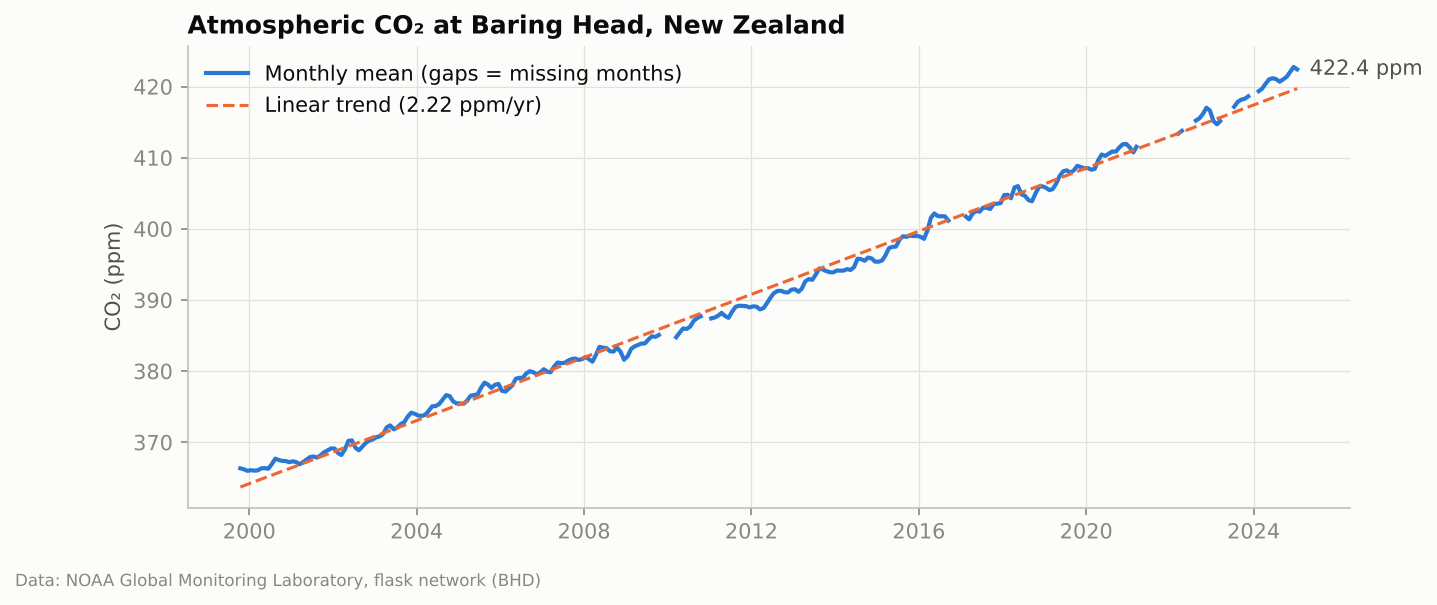 Atmospheric CO₂ at Baring Head, New Zealand
Monthly mean (gaps = missing months)
Linear trend (2.22 ppm/yr)
422.4 ppm
420
410
400
390
380
370
CO₂ (ppm)
2000
2004
2008
2012
2016
2020
2024
Data: NOAA Global Monitoring Laboratory, flask network (BHD)